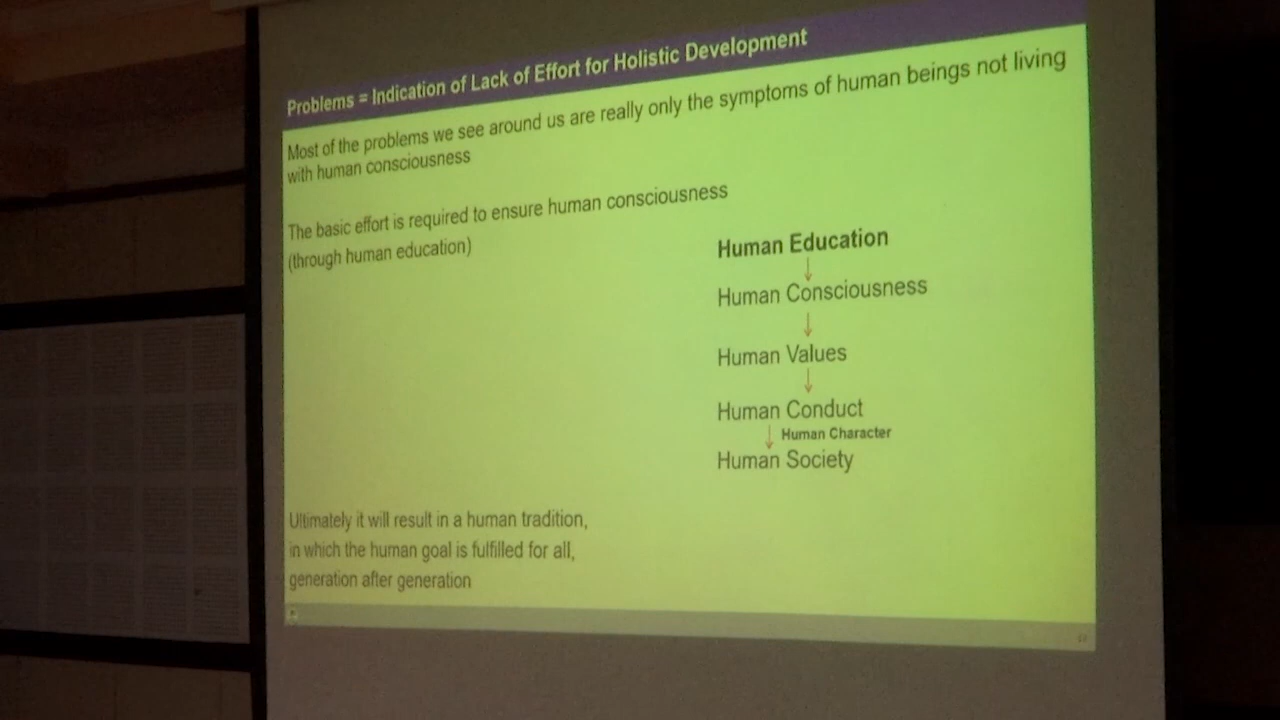 Problems = Indication of Lack of Effort for Holistic Development
Most of the problems we see around us are really only the symptoms of human beings not living
with human consciousness
The basic effort is required to ensure human consciousness
(through human education)
Human Education
Human Consciousness
Human Values
Human Conduct
Human Character
Human Society
Ultimately it will result in a human tradition,
in which the human goal is fulfilled for all,
generation after generation